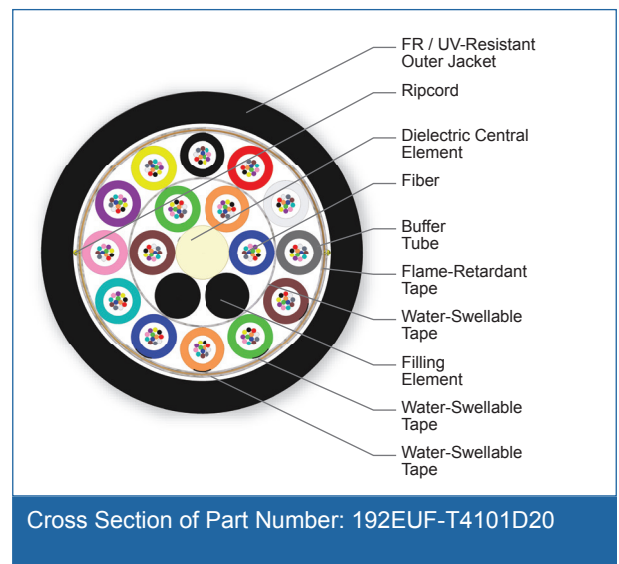 FR / UV-Resistant
Outer Jacket
Ripcord
Dielectric Central
Element
Fiber
Buffer
Tube
Flame-Retardant
Tape
Water-Swellable
Tape
Filling
Element
Water-Swellable
Tape
Water-Swellable
Tape
Cross Section of Part Number: 192EUF-T4101D20